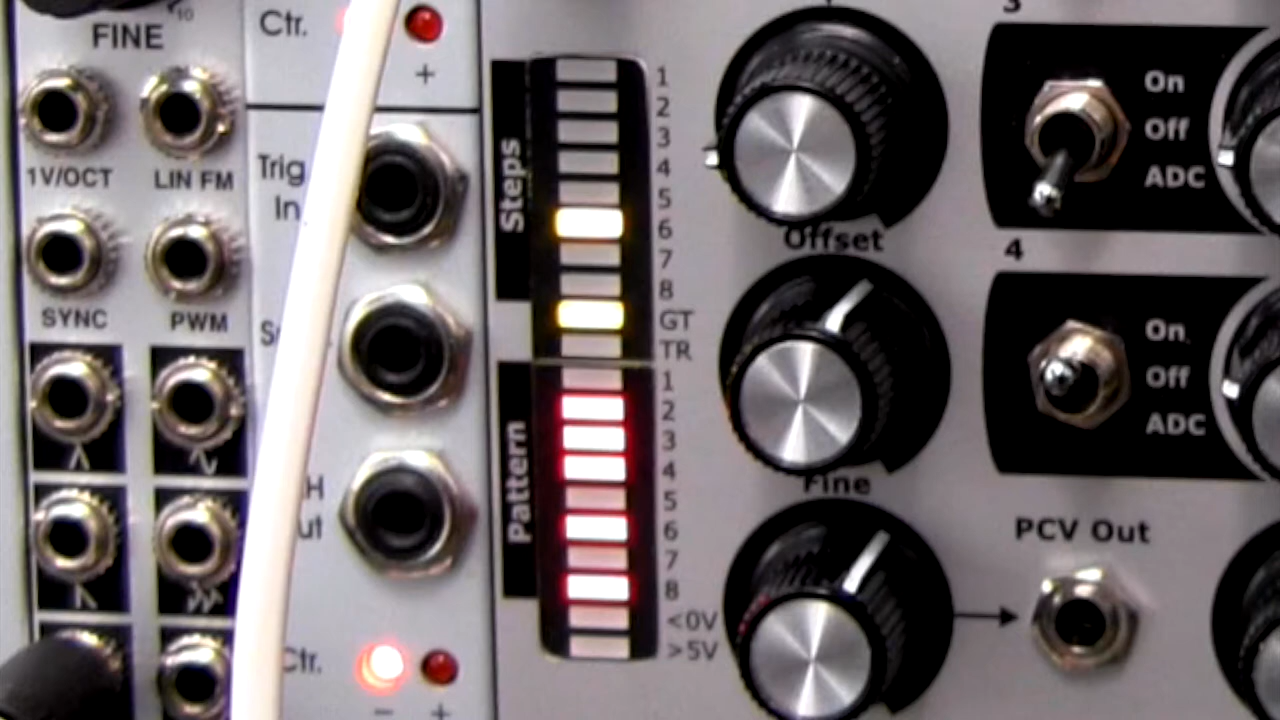 10
FINE
1V/OCT
LIN FM
SYNC
PWM
Ctr.
+
Trig
In
Ctr.
− +
Steps
1
2
3
4
5
6
7
8
GT
TR
Pattern
1
2
3
4
5
6
7
8
<0V
>5V
Offset
Fine
3
On
Off
ADC
4
On
Off
ADC
PCV Out